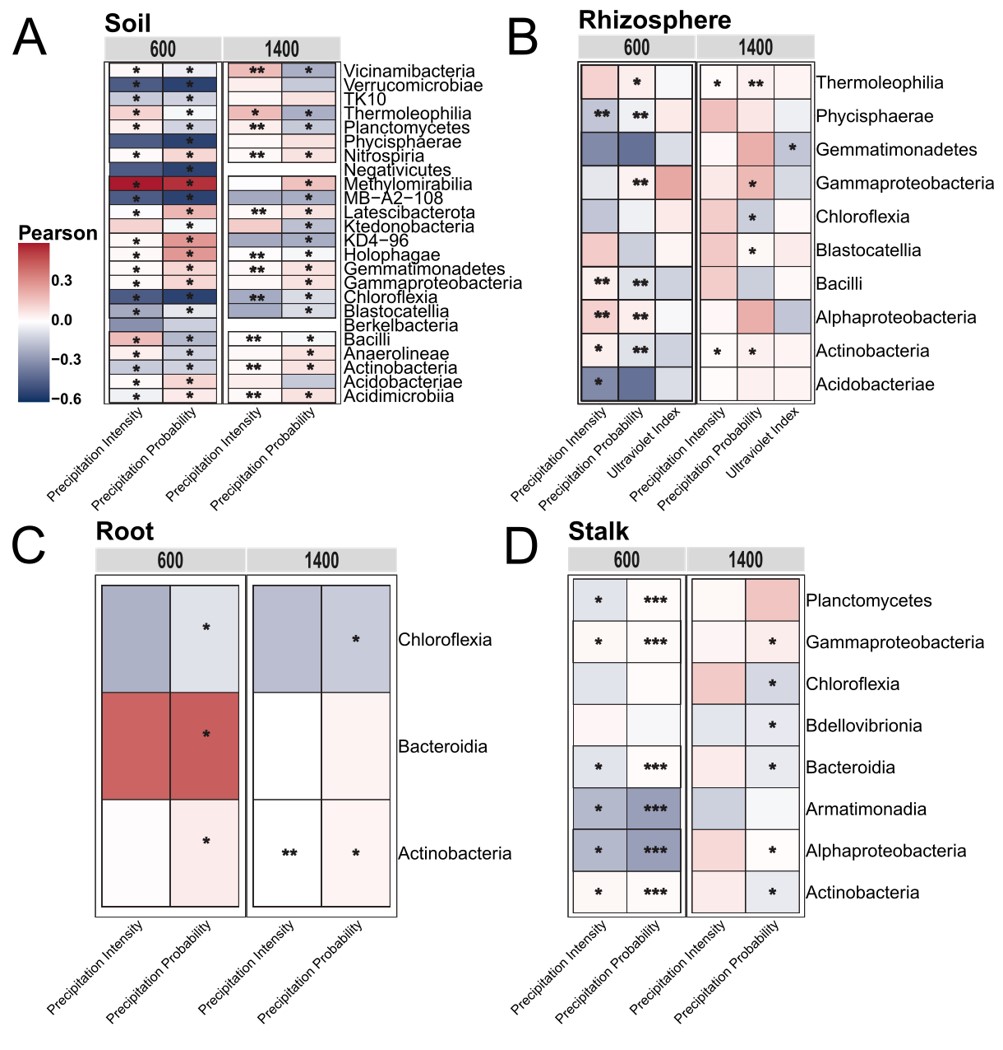 A
Soil
600 1400
* * ** * Vicinamibacteria
* * Verrucomicrobiae
* * TK10
* * * * Thermoleophilia
* * ** * Planctomycetes
* Phycisphaerae
* * ** * Nitrospiria
* Negativicutes
* * * Methylomirabilia
* * * MB-A2-108
* * ** * Latescibacterota
* * Ktedonobacteria
* * * KD4-96
* * ** * Holophagae
* * ** * Gemmatimonadetes
* * * Gammaproteobacteria
* * ** * Chloroflexia
* * * Blastocatellia
Berkelbacteria
* * ** * Bacilli
* * * Anaerolineae
* * ** * Actinobacteria
* * Acidobacteriae
* * ** * Acidimicrobiia
Precipitation Intensity
Precipitation Probability
Precipitation Intensity
Precipitation Probability
Pearson
0.3
0.0
-0.3
-0.6
B
Rhizosphere
600 1400
* * ** Thermoleophilia
** ** Phycisphaerae
* Gemmatimonadetes
** * Gammaproteobacteria
* Chloroflexia
* Blastocatellia
** ** Bacilli
** ** Alphaproteobacteria
* ** * * Actinobacteria
* Acidobacteriae
Precipitation Intensity
Precipitation Probability
Ultraviolet Index
Precipitation Intensity
Precipitation Probability
Ultraviolet Index
C
Root
600 1400
* * Chloroflexia
* Bacteroidia
* ** * Actinobacteria
Precipitation Intensity
Precipitation Probability
Precipitation Intensity
Precipitation Probability
D
Stalk
600 1400
* *** Planctomycetes
* *** * Gammaproteobacteria
* Chloroflexia
* Bdellovibrionia
* *** * Bacteroidia
* *** Armatimonadia
* *** * Alphaproteobacteria
* *** * Actinobacteria
Precipitation Intensity
Precipitation Probability
Precipitation Intensity
Precipitation Probability